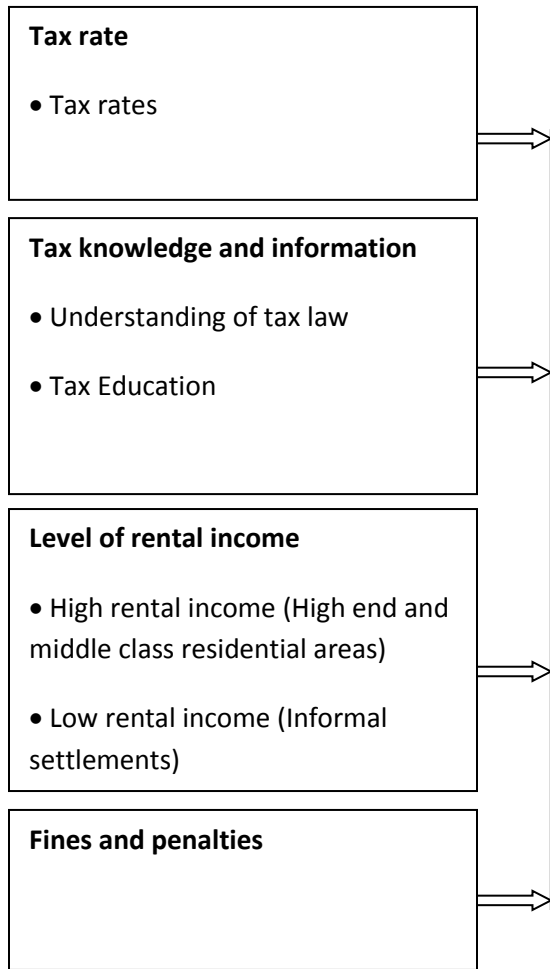 Tax rate
• Tax rates
Tax knowledge and information
• Understanding of tax law
• Tax Education
Level of rental income
• High rental income (High end and
middle class residential areas)
• Low rental income (Informal
settlements)
Fines and penalties